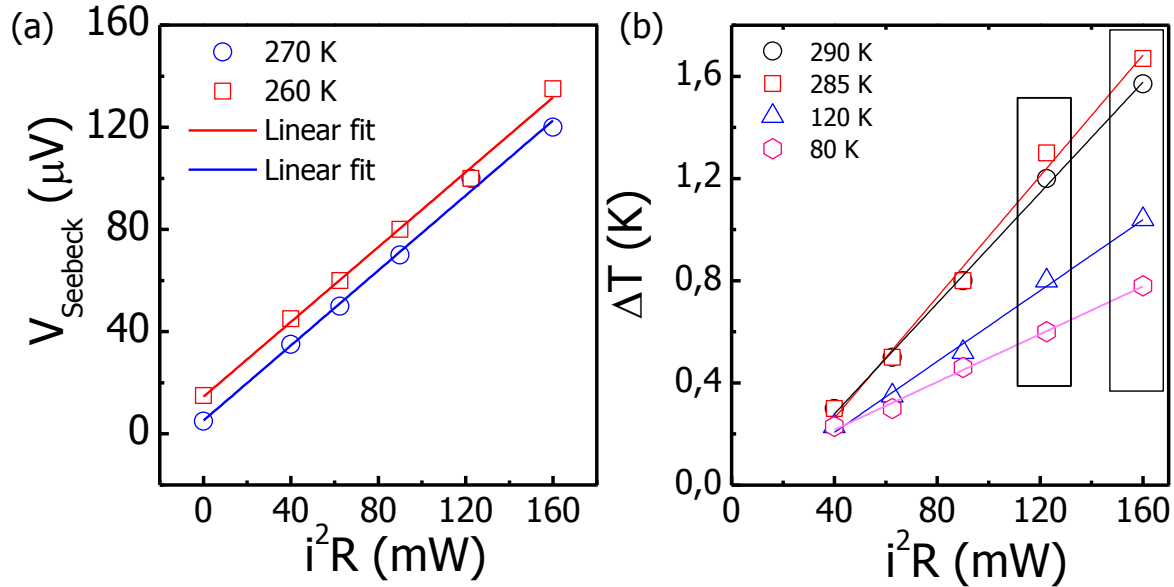 (a)
160
120
80
40
0
V_Seebeck (μV)
270 K
260 K
Linear fit
Linear fit
0 40 80 120 160
i²R (mW)
(b)
1,6
1,2
0,8
0,4
0,0
ΔT (K)
290 K
285 K
120 K
80 K
0 40 80 120 160
i²R (mW)